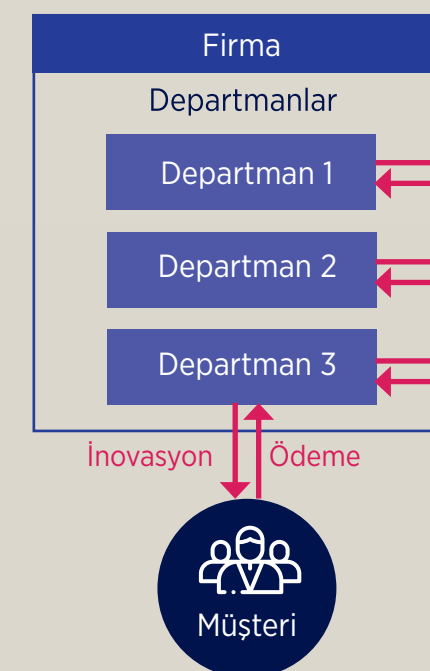 Firma
Departmanlar
Departman 1
Departman 2
Departman 3
İnovasyon
Ödeme
Müşteri